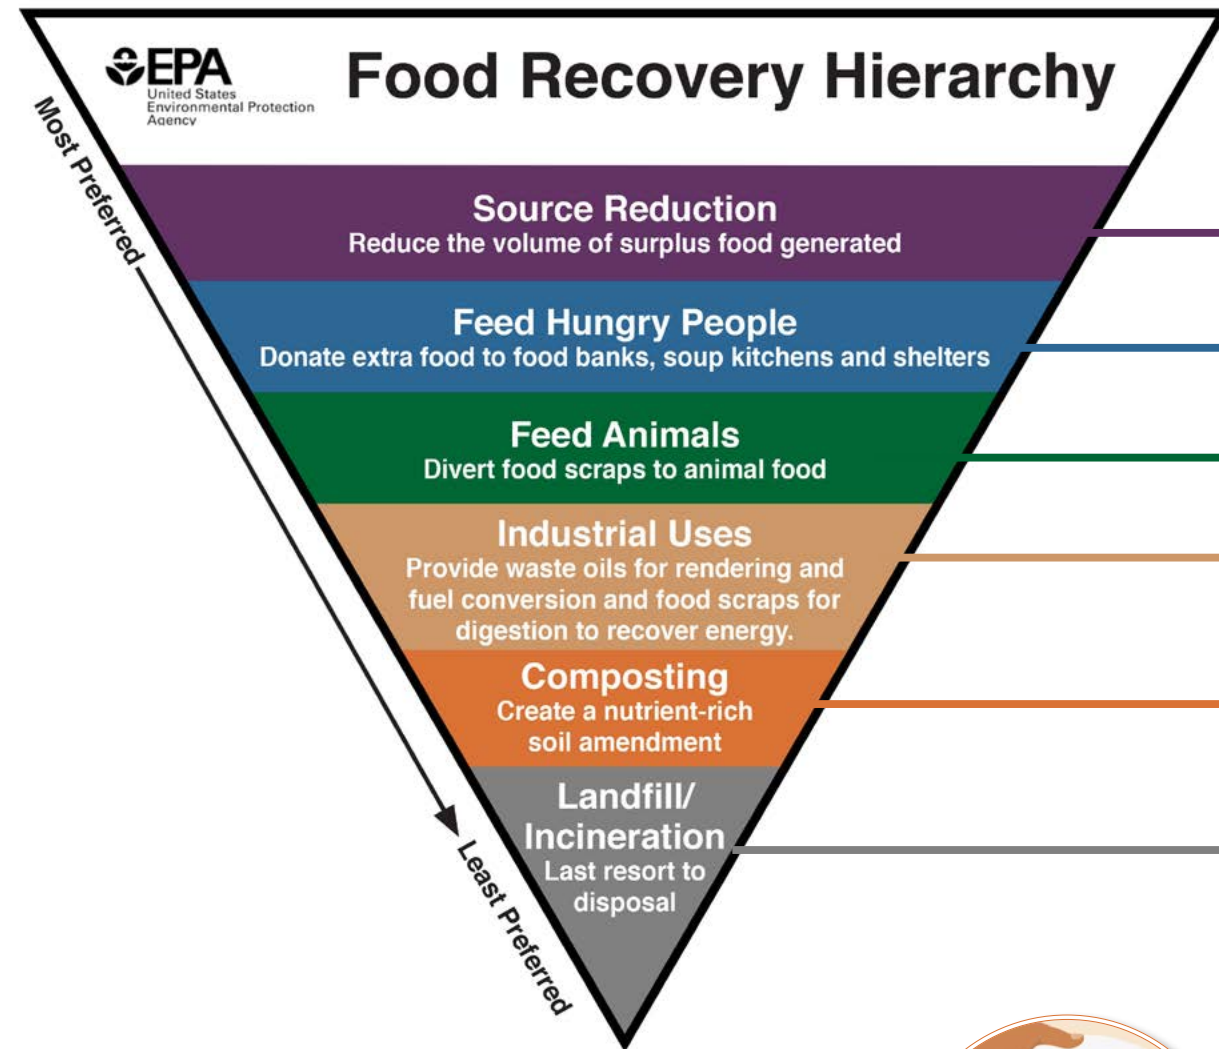 EPA
United States
Environmental Protection
Agency
Food Recovery Hierarchy
Most Preferred
Source Reduction
Reduce the volume of surplus food generated
Feed Hungry People
Donate extra food to food banks, soup kitchens and shelters
Feed Animals
Divert food scraps to animal food
Industrial Uses
Provide waste oils for rendering and
fuel conversion and food scraps for
digestion to recover energy.
Composting
Create a nutrient-rich
soil amendment
Landfill/
Incineration
Last resort to
disposal
Least Preferred